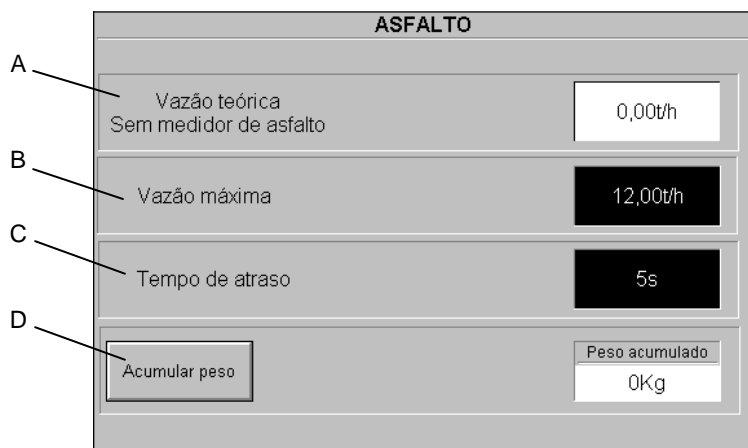 ASFALTO
A
Vazão teórica
Sem medidor de asfalto
0,00t/h
B
Vazão máxima
12,00t/h
C
Tempo de atraso
5s
D
Acumular peso
Peso acumulado
0Kg